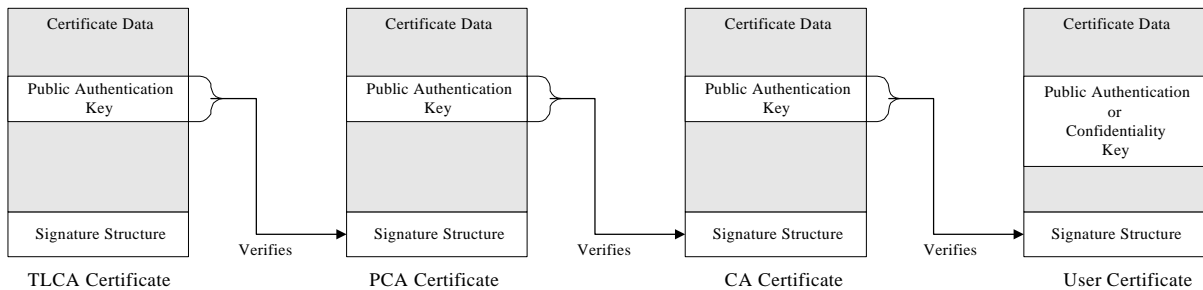 Certificate Data
Public Authentication
Key
Signature Structure
TLCA Certificate
Verifies
Certificate Data
Public Authentication
Key
Signature Structure
PCA Certificate
Verifies
Certificate Data
Public Authentication
Key
Signature Structure
CA Certificate
Verifies
Certificate Data
Public Authentication
or
Confidentiality
Key
Signature Structure
User Certificate